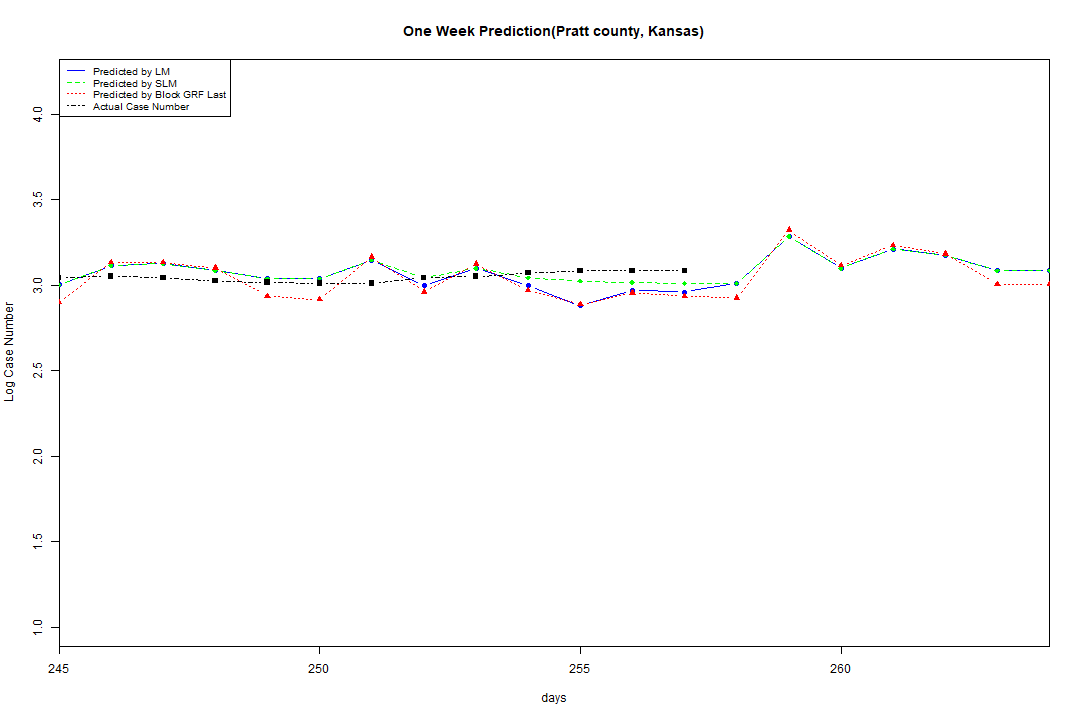 One Week Prediction(Pratt county, Kansas)
Predicted by LM
Predicted by SLM
Predicted by Block GRF Last
Actual Case Number
4.0
3.5
3.0
2.5
2.0
1.5
1.0
Log Case Number
245 250 255 260
days